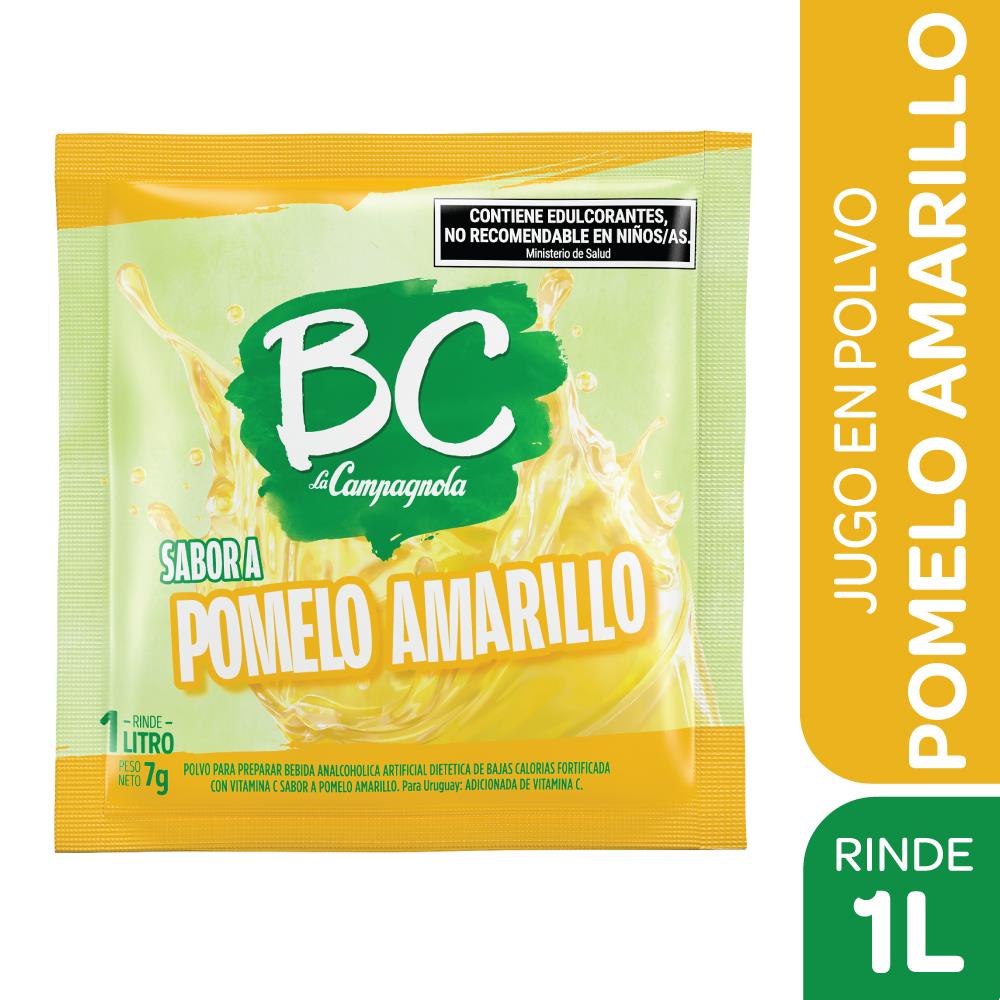 CONTIENE EDULCORANTES,
NO RECOMENDABLE EN NIÑOS/AS.
Ministerio de Salud
BC
La Campagnola
SABOR A
POMELO AMARILLO
1 - RINDE -
LITRO
PESO
NETO 7g
POLVO PARA PREPARAR BEBIDA ANALCOHOLICA ARTIFICIAL DIETETICA DE BAJAS CALORIAS FORTIFICADA
CON VITAMINA C SABOR A POMELO AMARILLO. Para Uruguay: ADICIONADA DE VITAMINA C.
JUGO EN POLVO
POMELO AMARILLO
RINDE
1L